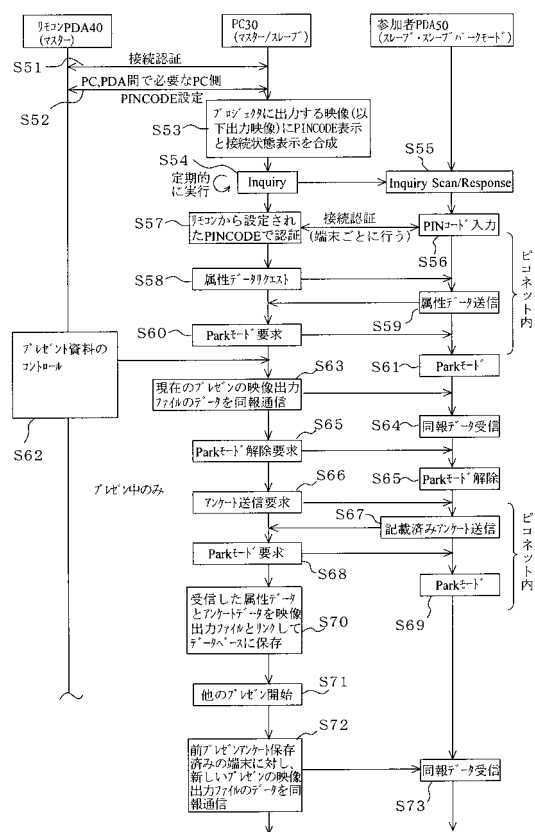 リモコンPDA40
(マスター)
PC30
(マスター/スレーブ)
参加者PDA50
(スレーブ・スレーブパークモード)
S51
接続認証
S52
PC,PDA間で必要なPC側
PINCODE設定
S53
プロジェクタに出力する映像(以
下出力映像)にPINCODE表示
と接続状態表示を合成
S54
定期的
に実行
Inquiry
S55
Inquiry Scan/Response
S57
リモコンから設定され
たPINCODEで認証
接続認証
(端末ごとに行う)
PINコード入力
S56
S58
属性データリクエスト
属性データ送信
S59
S60
Parkモード要求
ピコネット内
プレゼント資料の
コントロール
S62
S61
Parkモード
S63
現在のプレゼンの映像出力
ファイルのデータを同報通信
S64
同報データ受信
S65
Parkモード解除要求
S65
Parkモード解除
プレゼン中のみ
S66
アンケート送信要求
S67
記載済みアンケート送信
Parkモード要求
S68
Parkモード
S69
ピコネット内
受信した属性データ
とアンケートデータを映像
出力ファイルとリンクして
データベースに保存
S70
S71
他のプレゼン開始
S72
前プレゼンアンケート保存
済みの端末に対し、
新しいプレゼンの映像
出力ファイルのデータを同
報通信
同報データ受信
S73